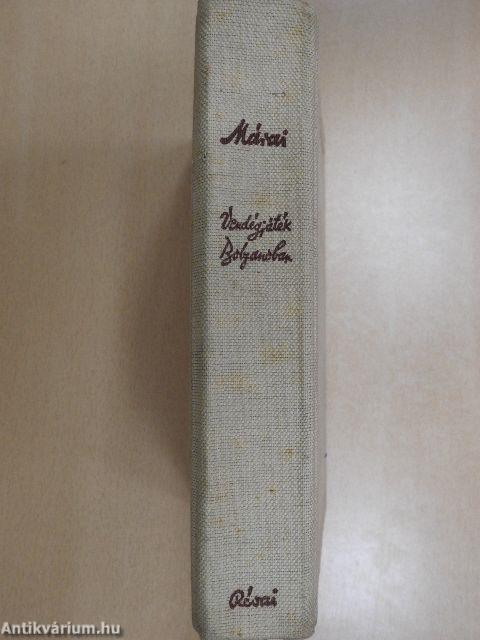 Márai
Vendégjáték
Bolzanoban
Révai
Antikvárium.hu